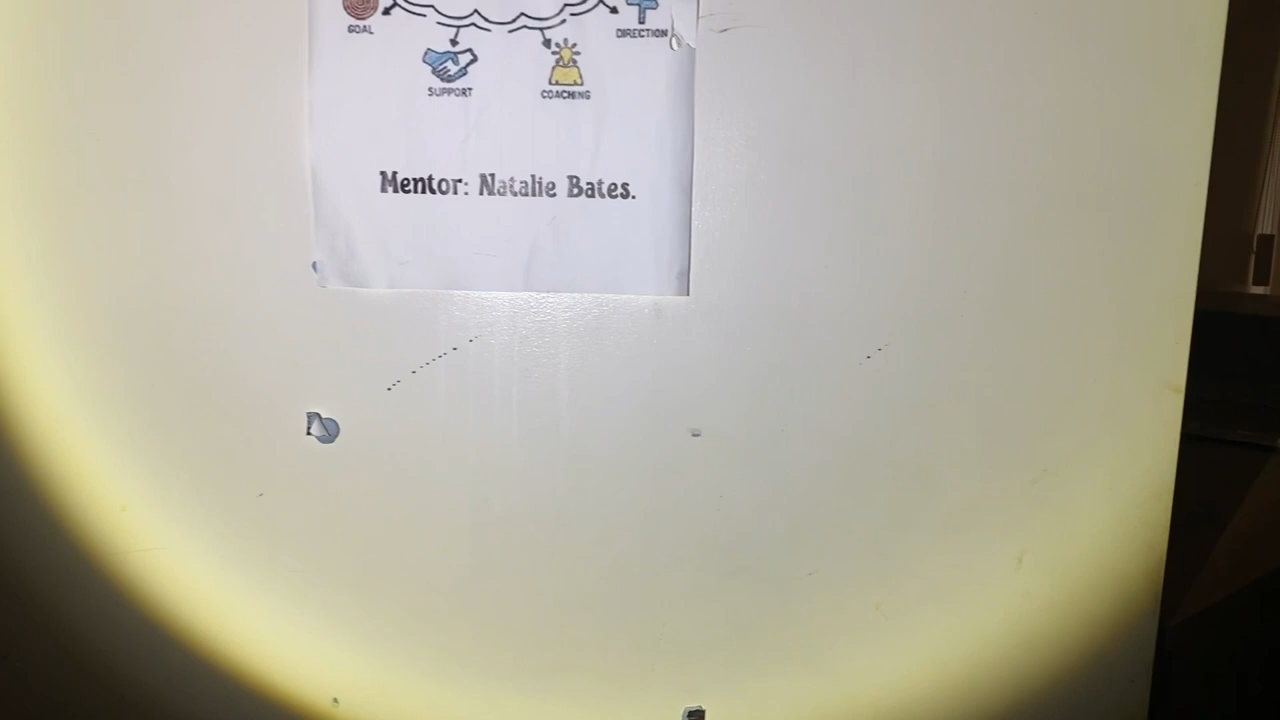 GOAL
DIRECTION
SUPPORT
COACHING
Mentor: Natalie Bates.